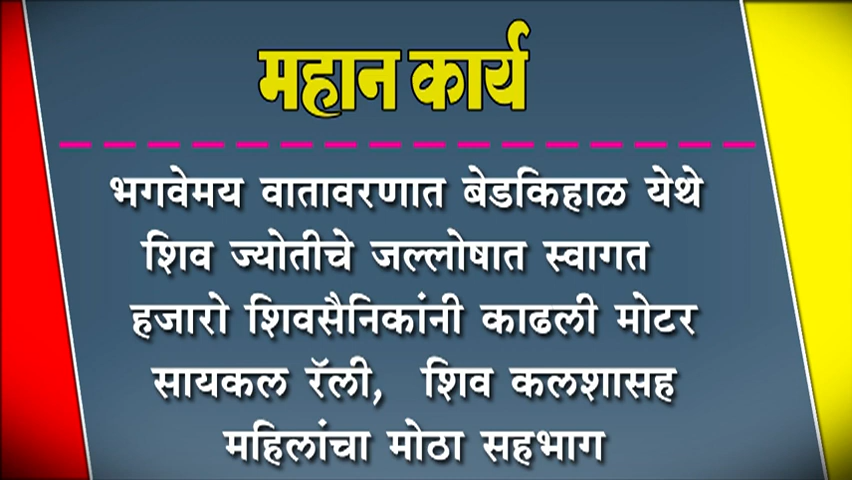 महान कार्य
भगवेमय वातावरणात बेडकिहाळ येथे
शिव ज्योतीचे जल्लोषात स्वागत
हजारो शिवसैनिकांनी काढली मोटर
सायकल रॅली, शिव कलशासह
महिलांचा मोठा सहभाग